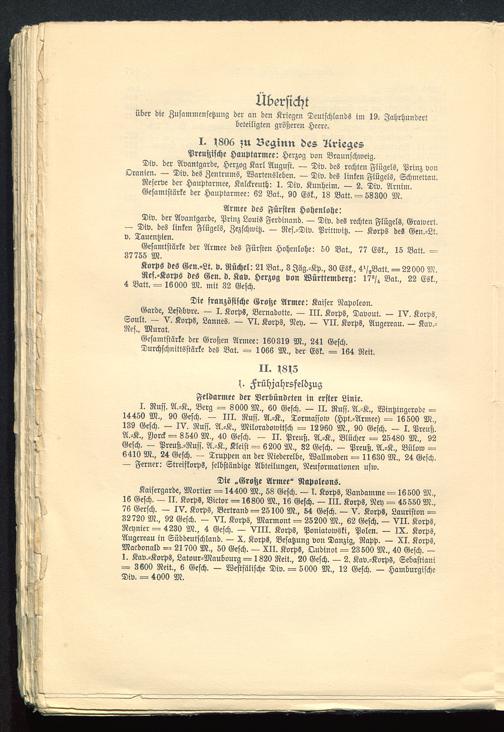 Übersicht
über die Zusammensetzung der an den Kriegen Deutschlands im 19. Jahrhundert
beteiligten größeren Heere.
I. 1806 zu Beginn des Krieges
Preußische Hauptarmee: Herzog von Braunschweig.
Div. der Avantgarde, Herzog Karl August. — Div. des rechten Flügels, Prinz von
Oranien. — Div. des Zentrums, Wartensleben. — Div. des linken Flügels, Schmettau.
Reserve der Hauptarmee, Kalckreuth: 1. Div. Kunheim. — 2. Div. Arnim.
Gesamtstärke der Hauptarmee: 62 Bat., 90 Esk., 18 Batt. = 58300 M.
Armee des Fürsten Hohenlohe:
Div. der Avantgarde, Prinz Louis Ferdinand. — Div. des rechten Flügels, Grawert.
— Div. des linken Flügels, Zezschwitz. — Res.-Div. Prittwitz. — Korps des Gen.-Lt.
v. Tauenzien.
Gesamtstärke der Armee des Fürsten Hohenlohe: 50 Bat., 77 Esk., 15 Batt. =
37755 M.
Korps des Gen.-Lt. v. Rüchel: 21 Bat., 3 Jäg.-Kp., 30 Esk., 4¹/₂ Batt. = 22000 M.
Res.-Korps des Gen. d. Kav. Herzog von Württemberg: 17³/₄ Bat., 22 Esk.,
4 Batt. = 16000 M. mit 32 Gesch.
Die französische Große Armee: Kaiser Napoleon.
Garde, Lefèbvre. — I. Korps, Bernadotte. — III. Korps, Davout. — IV. Korps,
Soult. — V. Korps, Lannes. — VI. Korps, Ney. — VII. Korps, Augereau. — Kav.-
Res., Murat.
Gesamtstärke der Großen Armee: 160319 M., 241 Gesch.
Durchschnittsstärke des Bat. = 1066 M., der Esk. = 164 Reit.
II. 1813
1. Frühjahrsfeldzug
Feldarmee der Verbündeten in erster Linie.
I. Russ. A.-K., Berg = 8000 M., 60 Gesch. — II. Russ. A.-K., Winzingerode =
14450 M., 90 Gesch. — III. Russ. A.-K., Tormassow (Hpt.-Armee) = 16500 M.,
139 Gesch. — IV. Russ. A.-K., Miloradowitsch = 12960 M., 90 Gesch. — I. Preuß.
A.-K., Yorck = 8540 M., 40 Gesch. — II. Preuß. A.-K., Blücher = 25480 M., 92
Gesch. — Preuß.-Russ. A.-K., Kleist = 6200 M., 32 Gesch. — Preuß. A.-K., Bülow =
6410 M., 24 Gesch. — Truppen an der Niederelbe, Wallmoden = 11630 M., 24 Gesch.
— Ferner: Streifkorps, selbständige Abteilungen, Neuformationen usw.
Die „Große Armee“ Napoleons.
Kaisergarde, Mortier = 14400 M., 58 Gesch. — I. Korps, Vandamme = 16500 M.,
16 Gesch. — II. Korps, Victor = 16800 M., 16 Gesch. — III. Korps, Ney = 45550 M.,
76 Gersch. — IV. Korps, Bertrand = 25100 M., 54 Gesch. — V. Korps, Lauriston =
32720 M., 92 Gesch. — VI. Korps, Marmont = 25200 M., 62 Gesch. — VII. Korps,
Reynier = 4230 M., 4 Gesch. — VIII. Korps, Poniatowski, Polen. — IX. Korps,
Augereau in Süddeutschland. — X. Korps, Besatzung von Danzig, Rapp. — XI. Korps,
Macdonald = 21700 M., 50 Gesch. — XII. Korps, Oudinot = 23500 M., 40 Gesch. —
1. Kav.-Korps, Latour-Maubourg = 1820 Reit., 20 Gesch. — 2. Kav.-Korps, Sebastiani
= 3600 Reit., 6 Gesch. — Westfälische Div. = 5000 M., 12 Gesch. — Hamburgische
Div. = 4000 M.